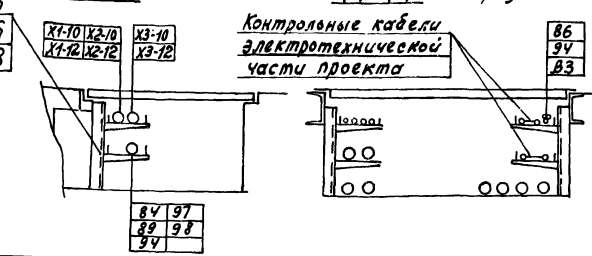 X1-10 X2-10 X3-10
X1-12 X2-12 X3-12
Контрольные кабели
электротехнической
части проекта
86
94
В3
84 97
89 98
94